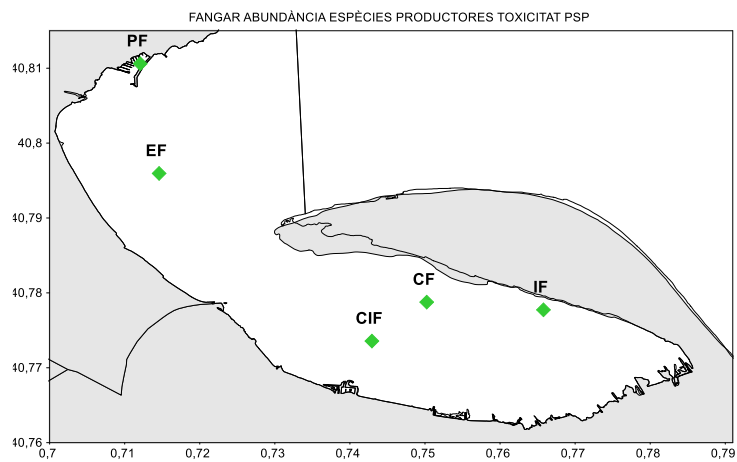 FANGAR ABUNDÀNCIA ESPÈCIES PRODUCTORES TOXICITAT PSP
PF
40,81
40,8
EF
40,79
40,78
CF
IF
CIF
40,77
40,76
0,7 0,71 0,72 0,73 0,74 0,75 0,76 0,77 0,78 0,79